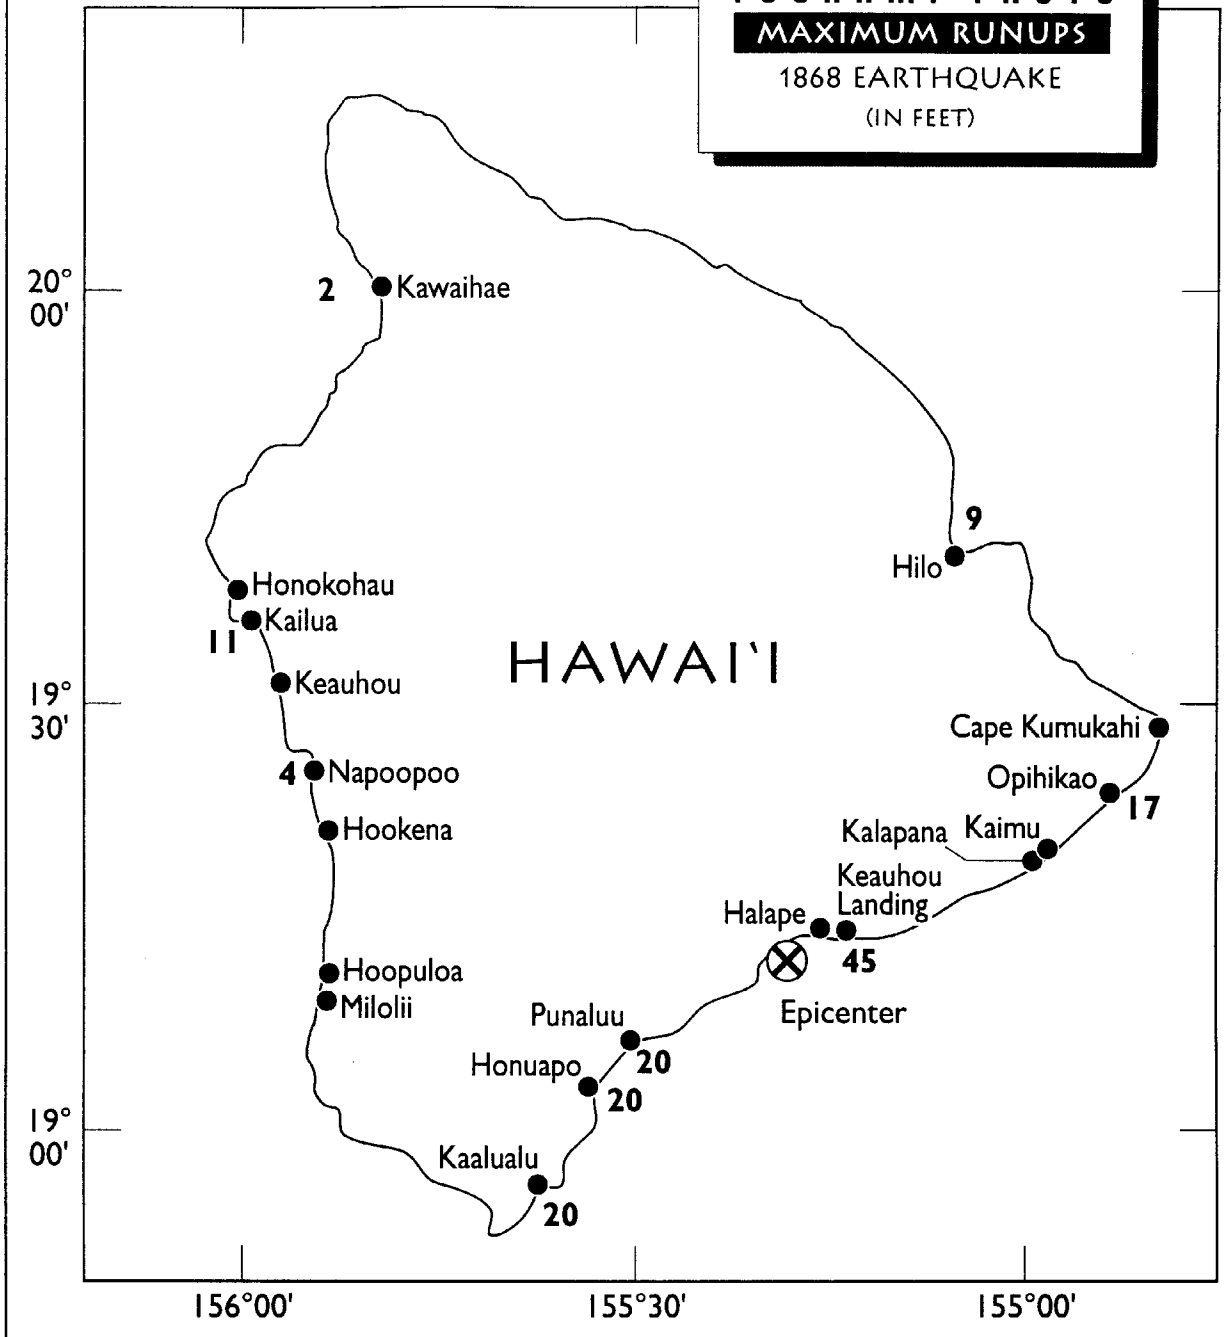 MAXIMUM RUNUPS
1868 EARTHQUAKE
(IN FEET)
20°
00'
2
Kawaihae
9
Hilo
Honokohau
Kailua
11
HAWAI‛I
Keauhou
19°
30'
Cape Kumukahi
4
Napoopoo
Opihikao
17
Hookena
Kalapana
Kaimu
Keauhou
Landing
Halape
45
Hoopuloa
Milolii
Epicenter
Punaluu
20
Honuapo
20
19°
00'
Kaalualu
20
156°00'
155°30'
155°00'